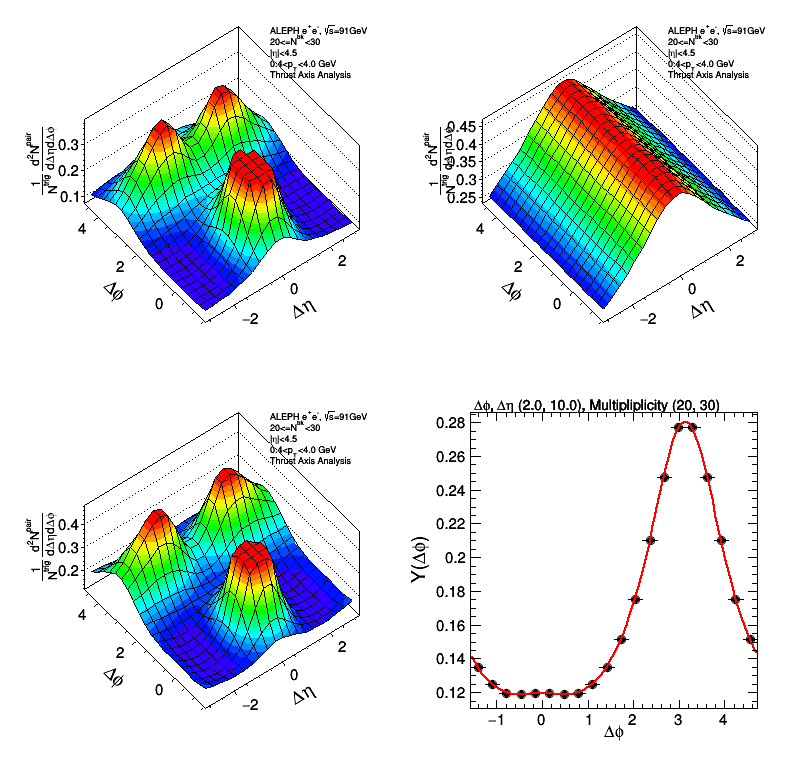 ALEPH e⁺e⁻, √s=91GeV
20<=N^trk<30
|η|<4.5
0.4<p_T<4.0 GeV
Thrust Axis Analysis
1/N^trig d²N^pair/dΔηdΔφ
0.3
0.2
0.1
4
2
0
Δφ
−2
0
2
Δη
ALEPH e⁺e⁻, √s=91GeV
20<=N^trk<30
|η|<4.5
0.4<p_T<4.0 GeV
Thrust Axis Analysis
1/N^trig d²N^pair/dΔηdΔφ
0.45
0.4
0.35
0.3
0.25
4
2
0
Δφ
−2
0
2
Δη
ALEPH e⁺e⁻, √s=91GeV
20<=N^trk<30
|η|<4.5
0.4<p_T<4.0 GeV
Thrust Axis Analysis
1/N^trig d²N^pair/dΔηdΔφ
0.4
0.3
0.2
4
2
0
Δφ
−2
0
2
Δη
Δφ, Δη (2.0, 10.0), Multipliplicity (20, 30)
Y(Δφ)
0.28
0.26
0.24
0.22
0.2
0.18
0.16
0.14
0.12
−1 0 1 2 3 4
Δφ